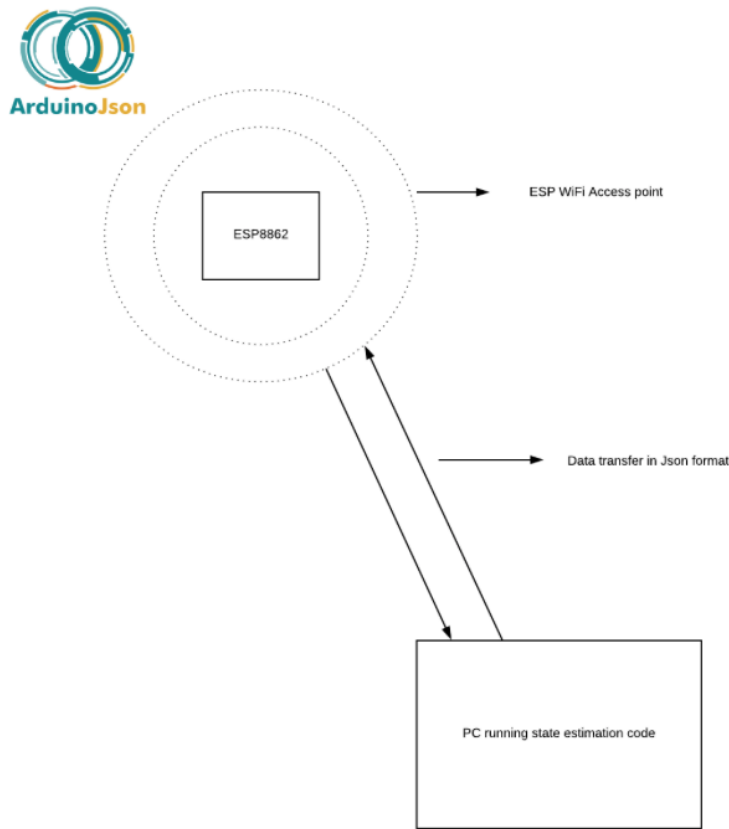 ArduinoJson
ESP WiFi Access point
ESP8862
Data transfer in Json format
PC running state estimation code